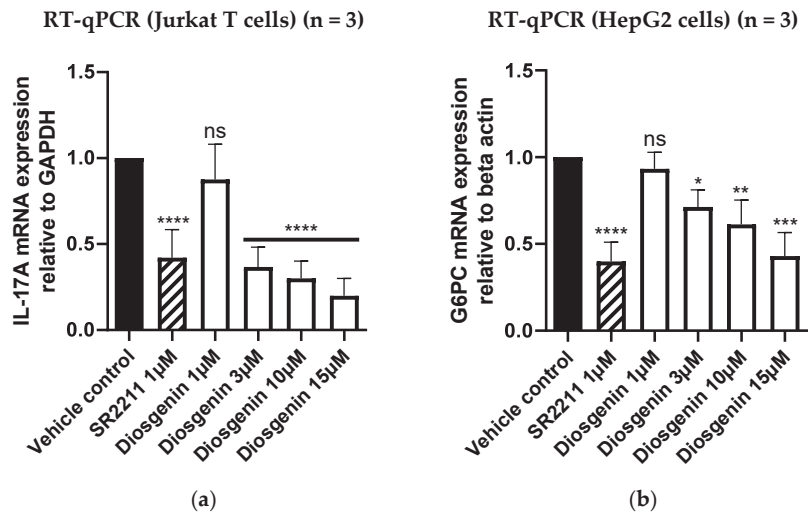 RT-qPCR (Jurkat T cells) (n = 3)
IL-17A mRNA expression
relative to GAPDH
1.5
1.0
0.5
0.0
****
ns
****
Vehicle control
SR2211 1µM
Diosgenin 1µM
Diosgenin 3µM
Diosgenin 10µM
Diosgenin 15µM
(a)
RT-qPCR (HepG2 cells) (n = 3)
G6PC mRNA expression
relative to beta actin
1.5
1.0
0.5
0.0
****
ns
*
**
***
Vehicle control
SR2211 1µM
Diosgenin 1µM
Diosgenin 3µM
Diosgenin 10µM
Diosgenin 15µM
(b)